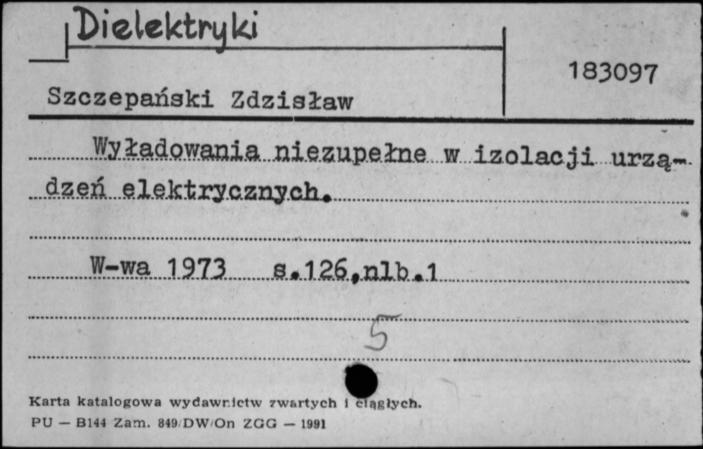 Dielektryki
183097
Szczepański Zdzisław
Wyładowania niezupełne w izolacji urzą-
dzeń elektrycznych.
W-wa 1973 s.126,nlb.1
5
Karta katalogowa wydawnictw zwartych i ciągłych.
PU — B144 Zam. 849/DW/On ZGG — 1991